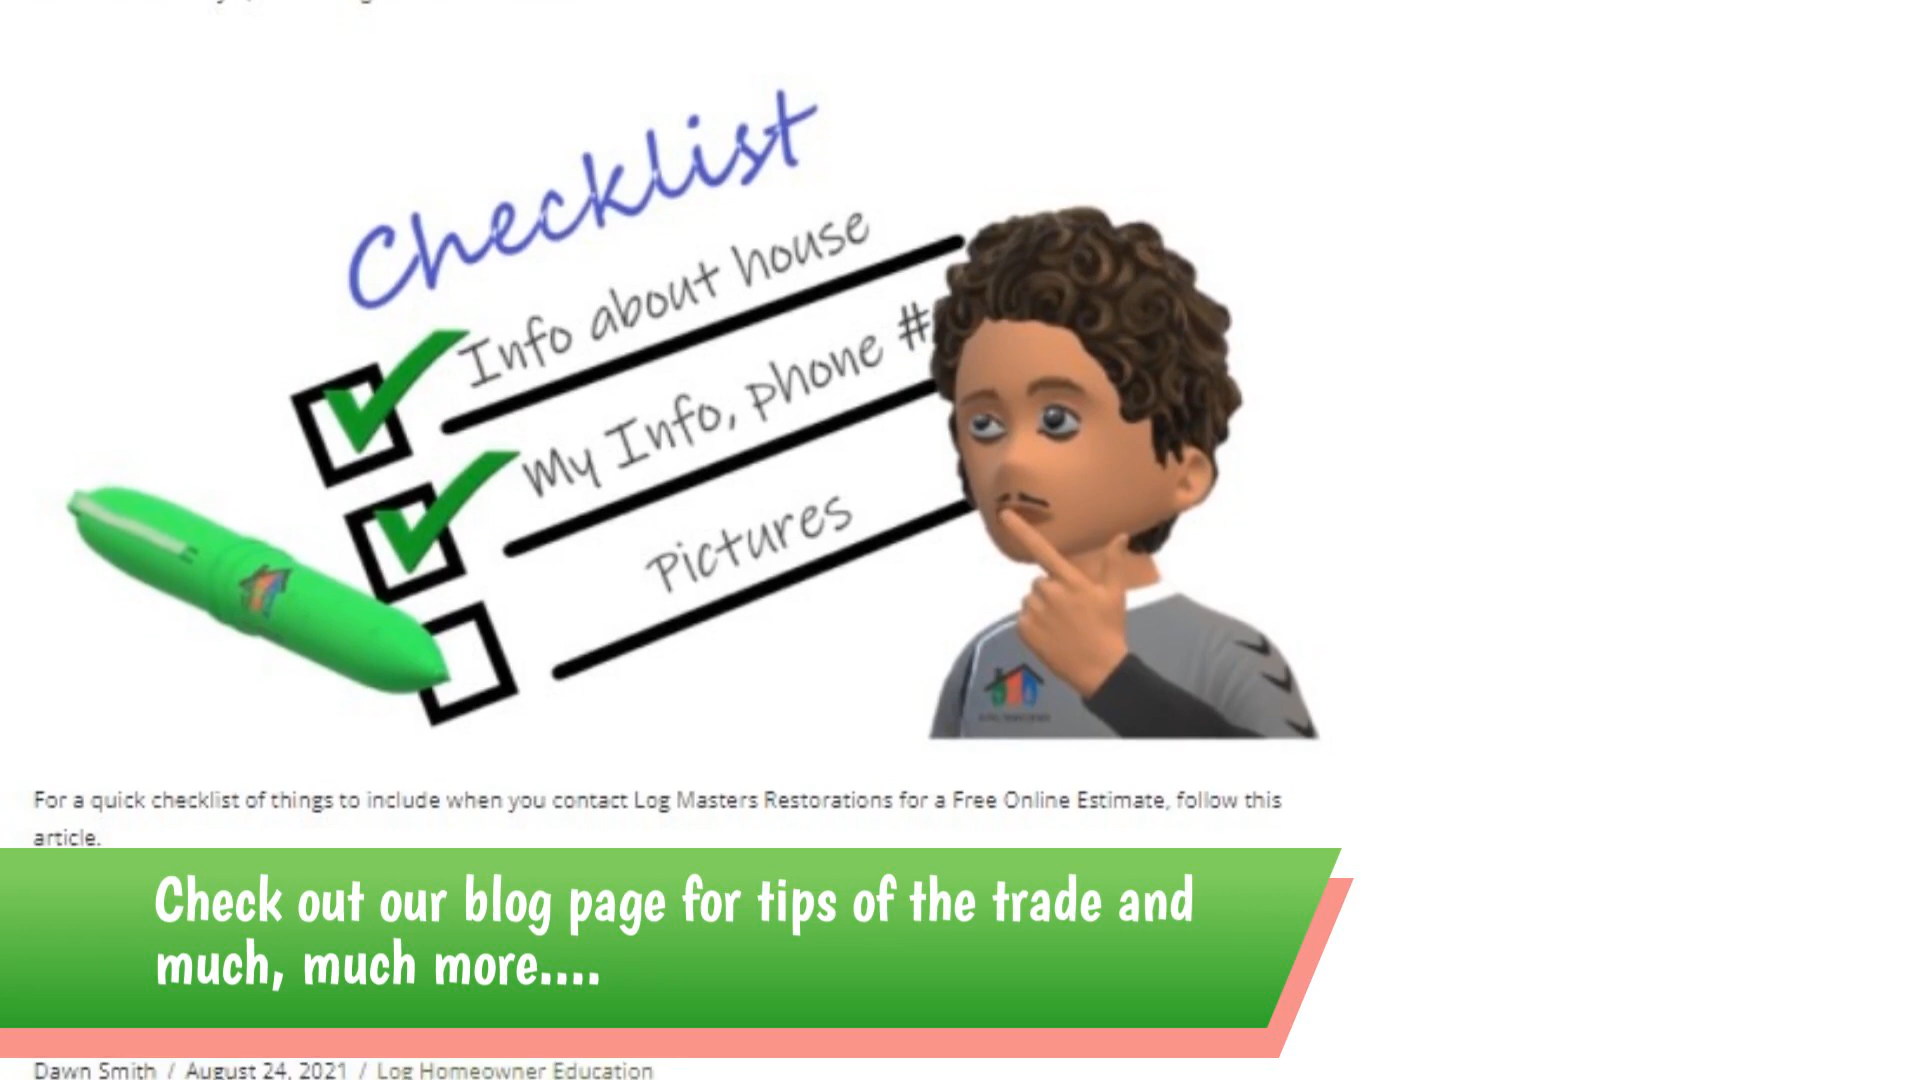 Checklist
Info about house
My Info, phone #
Pictures
For a quick checklist of things to include when you contact Log Masters Restorations for a Free Online Estimate, follow this
article.
Check out our blog page for tips of the trade and
much, much more....
Dawn Smith / August 24, 2021 / Log Homeowner Education